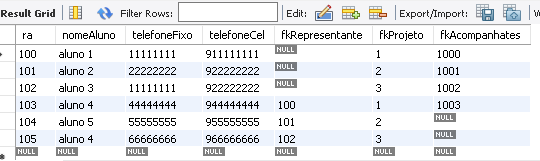 Result Grid Filter Rows: Edit: Export/Import:
ra nomeAluno telefoneFixo telefoneCel fkRepresentante fkProjeto fkAcompanhates
100 aluno 1 11111111 911111111 NULL 1 1000
101 aluno 2 22222222 922222222 NULL 2 1001
102 aluno 3 11111111 922222222 NULL 3 1002
103 aluno 4 44444444 944444444 100 1 1003
104 aluno 5 55555555 955555555 101 2 NULL
105 aluno 4 66666666 966666666 102 3 NULL
NULL NULL NULL NULL NULL NULL NULL